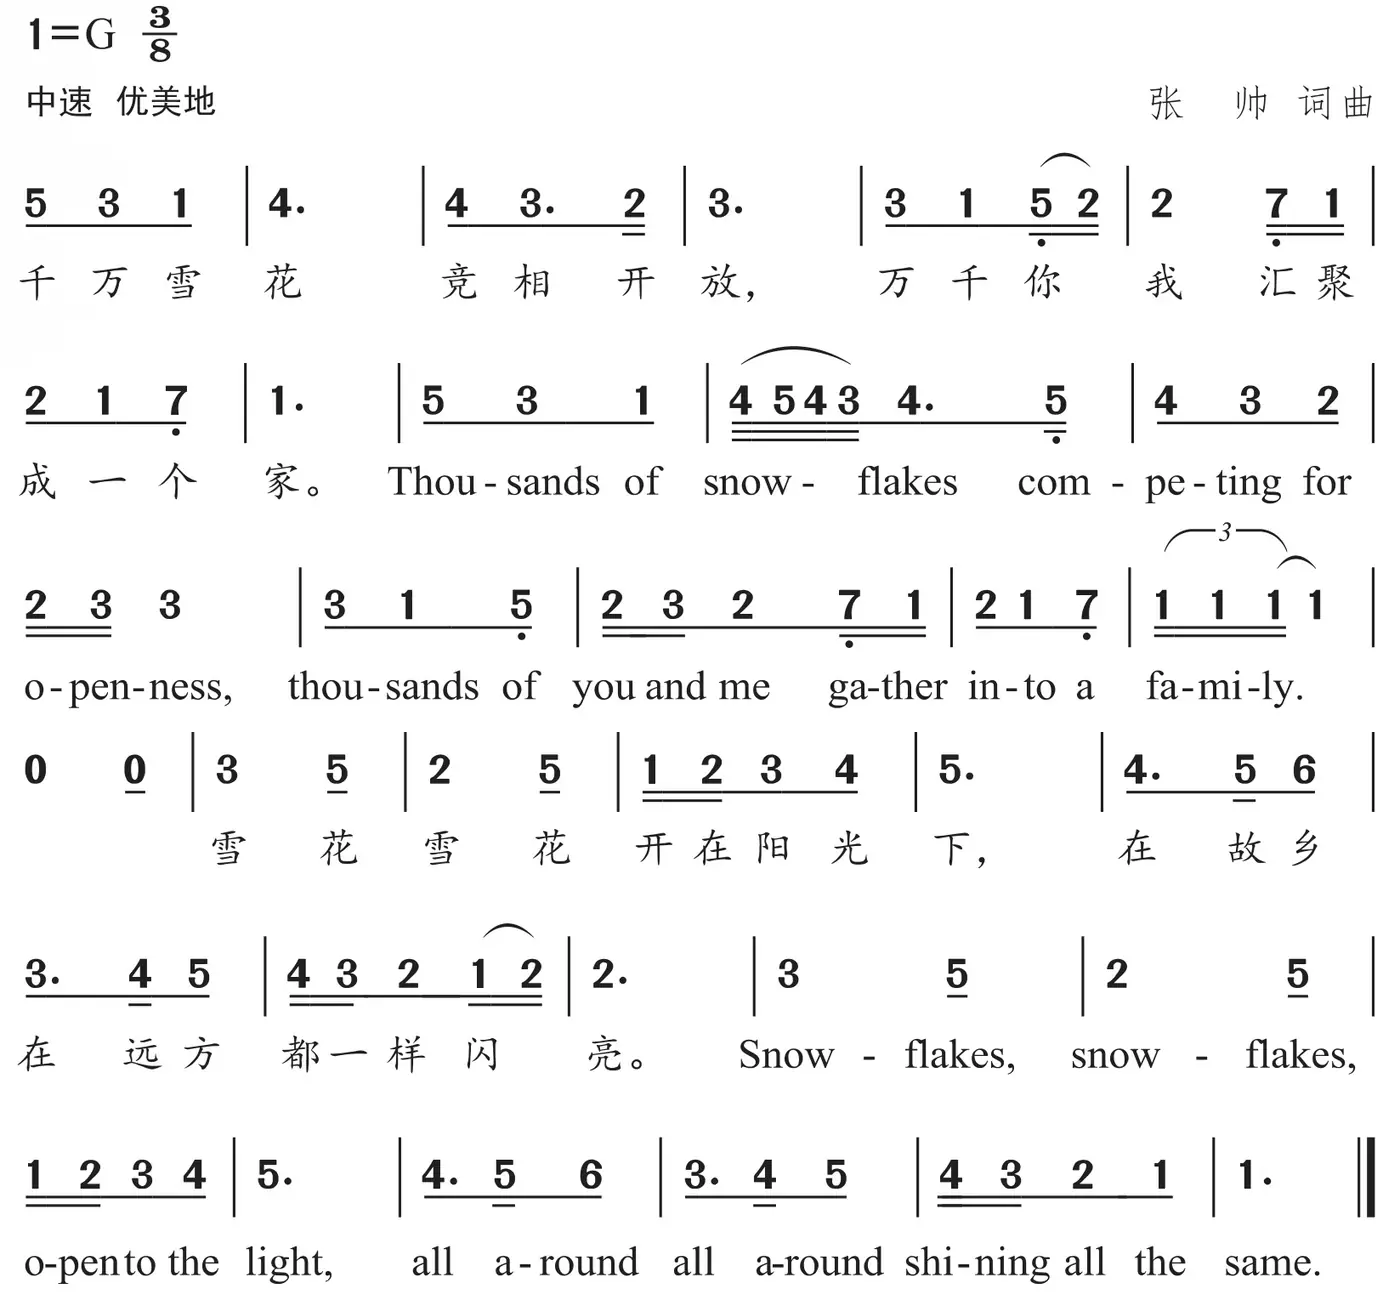 1=G 3/8
中速 优美地 张 帅 词曲
5 3 1 | 4. | 4 3. 2 | 3. | 3 1 5 2 | 2 7 1 |
千 万 雪 花 竞 相 开 放， 万 千 你 我 汇 聚
2 1 7 | 1. | 5 3 1 | 4 5 4 3 4. 5 | 4 3 2 |
成 一 个 家。 Thou - sands of snow - flakes com - pe - ting for
3
2 3 3 | 3 1 5 | 2 3 2 7 1 | 2 1 7 | 1 1 1 1 |
o-pen-ness, thou-sands of you and me ga-ther in-to a fa-mi-ly.
0 0 | 3 5 | 2 5 | 1 2 3 4 | 5. | 4. 5 6
雪 花 雪 花 开 在 阳 光 下， 在 故 乡
3. 4 5 | 4 3 2 1 2 | 2. | 3 5 | 2 5 |
在 远 方 都 一 样 闪 亮。 Snow - flakes, snow - flakes,
1 2 3 4 | 5. | 4. 5 6 | 3. 4 5 | 4 3 2 1 | 1. ‖
o-pen to the light, all a-round all a-round shi-ning all the same.